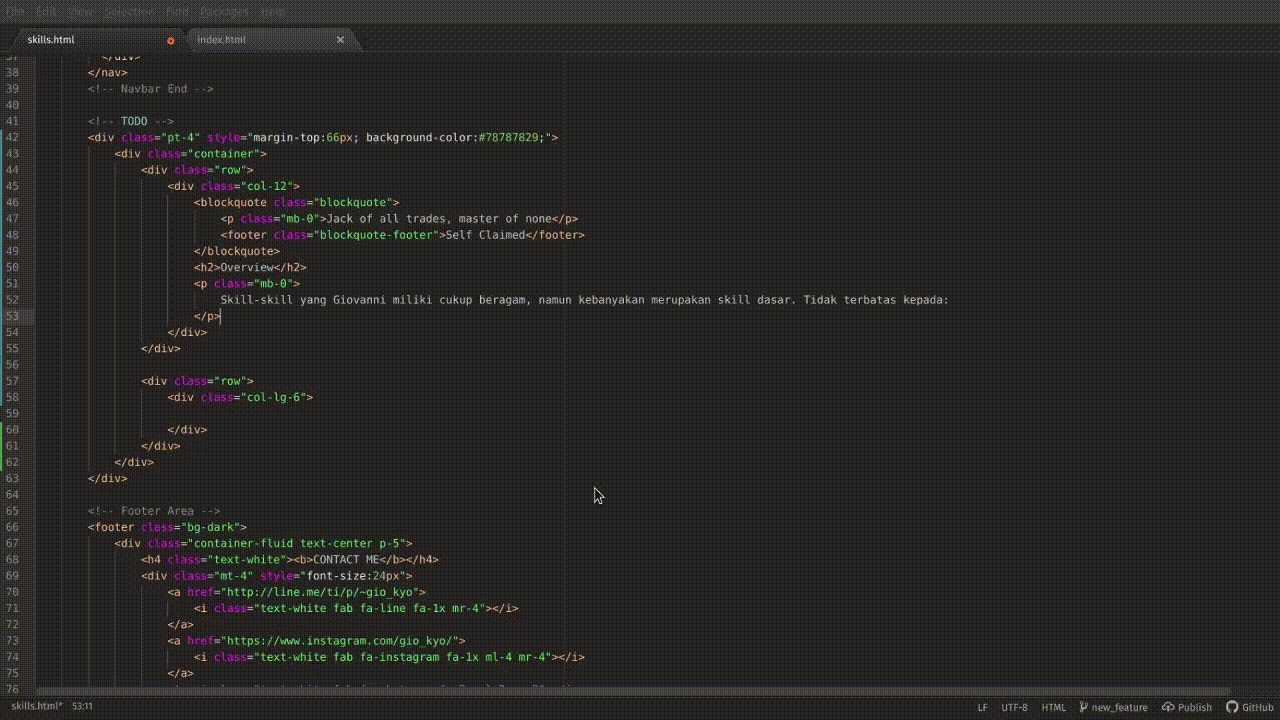 File Edit View Selection Find Packages Help
skills.html index.html
37 </div>
38 </nav>
39 <!-- Navbar End -->
40
41 <!-- TODO -->
42 <div class="pt-4" style="margin-top:66px; background-color:#78787829;">
43 <div class="container">
44 <div class="row">
45 <div class="col-12">
46 <blockquote class="blockquote">
47 <p class="mb-0">Jack of all trades, master of none</p>
48 <footer class="blockquote-footer">Self Claimed</footer>
49 </blockquote>
50 <h2>Overview</h2>
51 <p class="mb-0">
52 Skill-skill yang Giovanni miliki cukup beragam, namun kebanyakan merupakan skill dasar. Tidak terbatas kepada:
53 </p>
54 </div>
55 </div>
56
57 <div class="row">
58 <div class="col-lg-6">
59
60 </div>
61 </div>
62 </div>
63 </div>
64
65 <!-- Footer Area -->
66 <footer class="bg-dark">
67 <div class="container-fluid text-center p-5">
68 <h4 class="text-white"><b>CONTACT ME</b></h4>
69 <div class="mt-4" style="font-size:24px">
70 <a href="http://line.me/ti/p/~gio_kyo">
71 <i class="text-white fab fa-line fa-1x mr-4"></i>
72 </a>
73 <a href="https://www.instagram.com/gio_kyo/">
74 <i class="text-white fab fa-instagram fa-1x ml-4 mr-4"></i>
75 </a>
76
skills.html* 53:11 LF UTF-8 HTML new_feature Publish GitHub